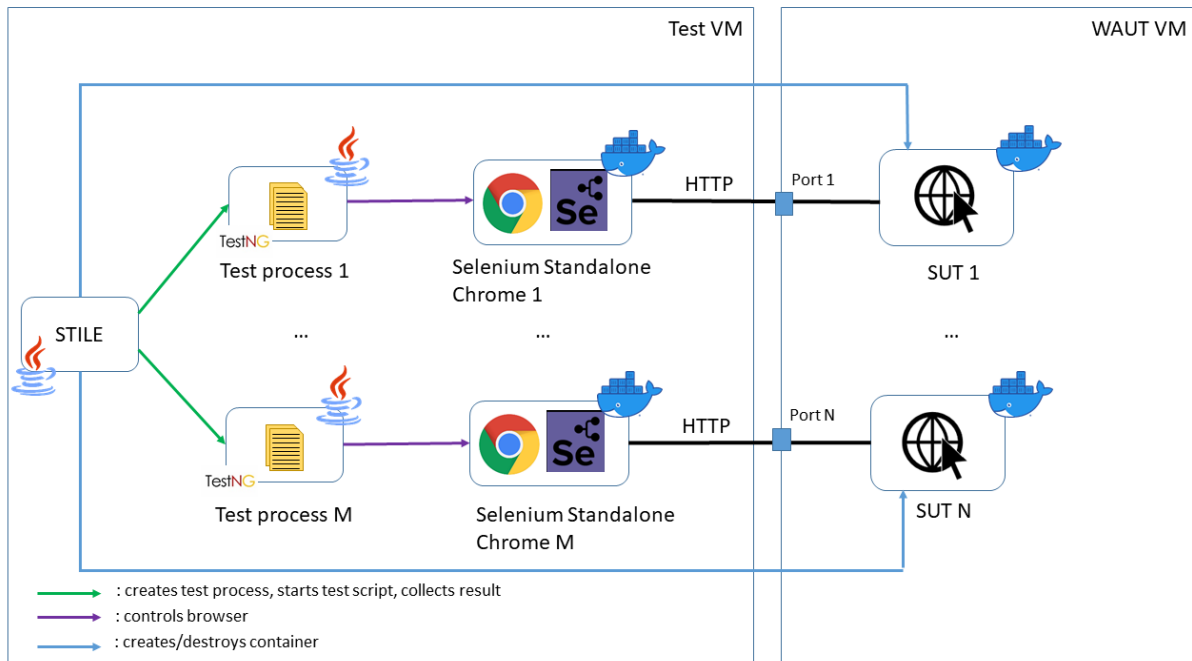 Test VM
WAUT VM
HTTP
Port 1
Se
TestNG
Test process 1
Selenium Standalone
Chrome 1
SUT 1
STILE
...
...
...
HTTP
Port N
Se
TestNG
Test process M
Selenium Standalone
Chrome M
SUT N
: creates test process, starts test script, collects result
: controls browser
: creates/destroys container